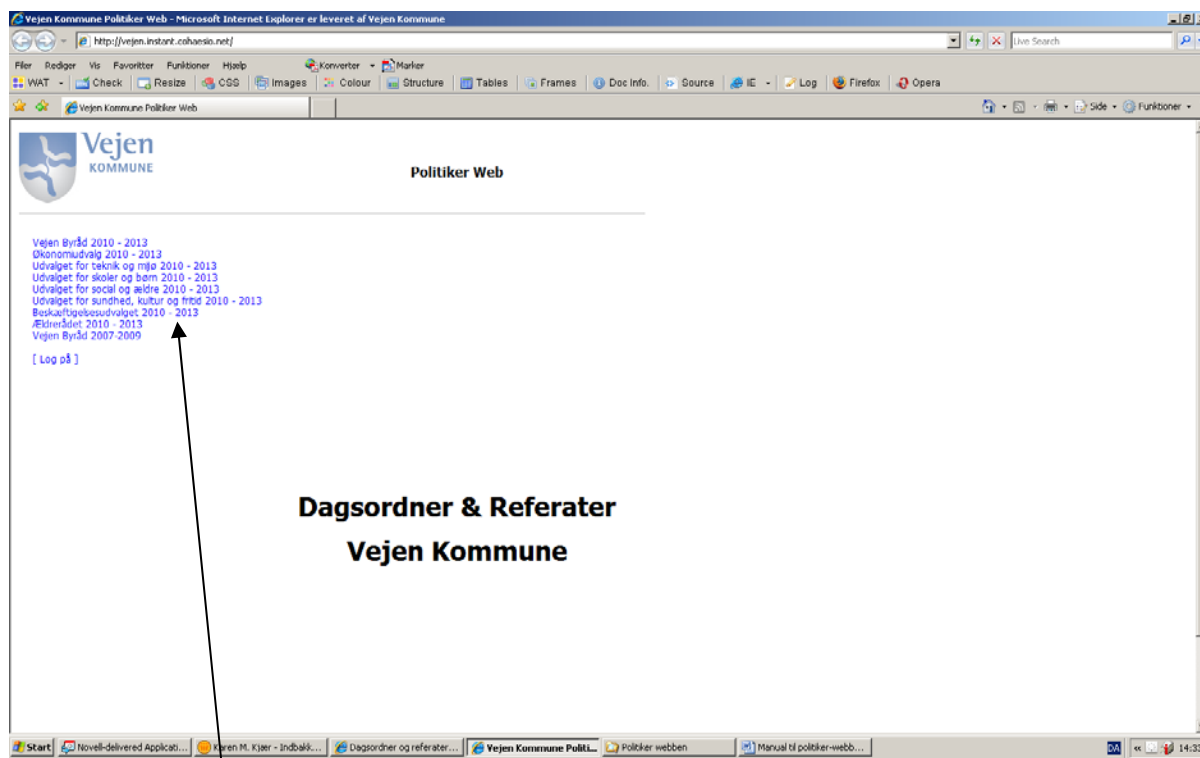 Vejen Kommune Politiker Web - Microsoft Internet Explorer er leveret af Vejen Kommune
http://vejen.instant.cohaesio.net/
Live Search
Filer Rediger Vis Favoritter Funktioner Hjælp Konverter Marker
WAT Check Resize CSS Images Colour Structure Tables Frames Doc Info. Source IE Log Firefox Opera
Vejen Kommune Politiker Web
Side Funktioner
Vejen
KOMMUNE
Politiker Web
Vejen Byråd 2010 - 2013
Økonomiudvalg 2010 - 2013
Udvalget for teknik og miljø 2010 - 2013
Udvalget for skoler og børn 2010 - 2013
Udvalget for social og ældre 2010 - 2013
Udvalget for sundhed, kultur og fritid 2010 - 2013
Beskæftigelsesudvalget 2010 - 2013
Ældrerådet 2010 - 2013
Vejen Byråd 2007-2009
[ Log på ]
Dagsordner & Referater
Vejen Kommune
Start Novell-delivered Applicati... Karen M. Kjær - Indbakk... Dagsordner og referater... Vejen Kommune Politi... Politiker webben Manual til politiker-webb... DA « 14:33